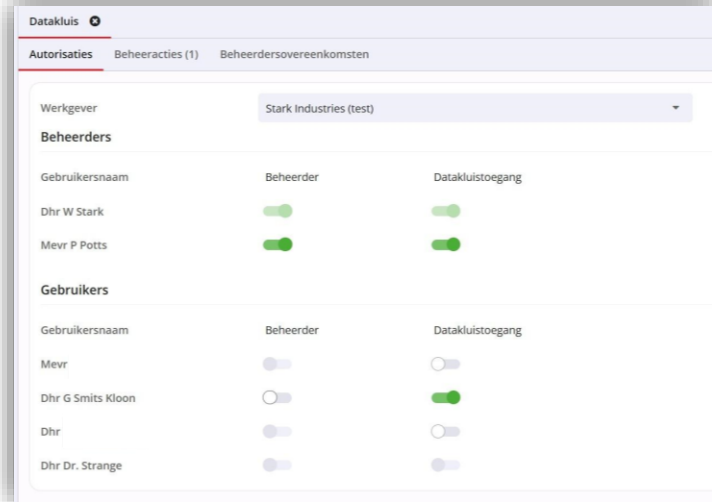 Datakluis
Autorisaties Beheeracties (1) Beheerdersovereenkomsten
Werkgever Stark Industries (test)
Beheerders
Gebruikersnaam Beheerder Datakluistoegang
Dhr W Stark
Mevr P Potts
Gebruikers
Gebruikersnaam Beheerder Datakluistoegang
Mevr
Dhr G Smits Kloon
Dhr
Dhr Dr. Strange